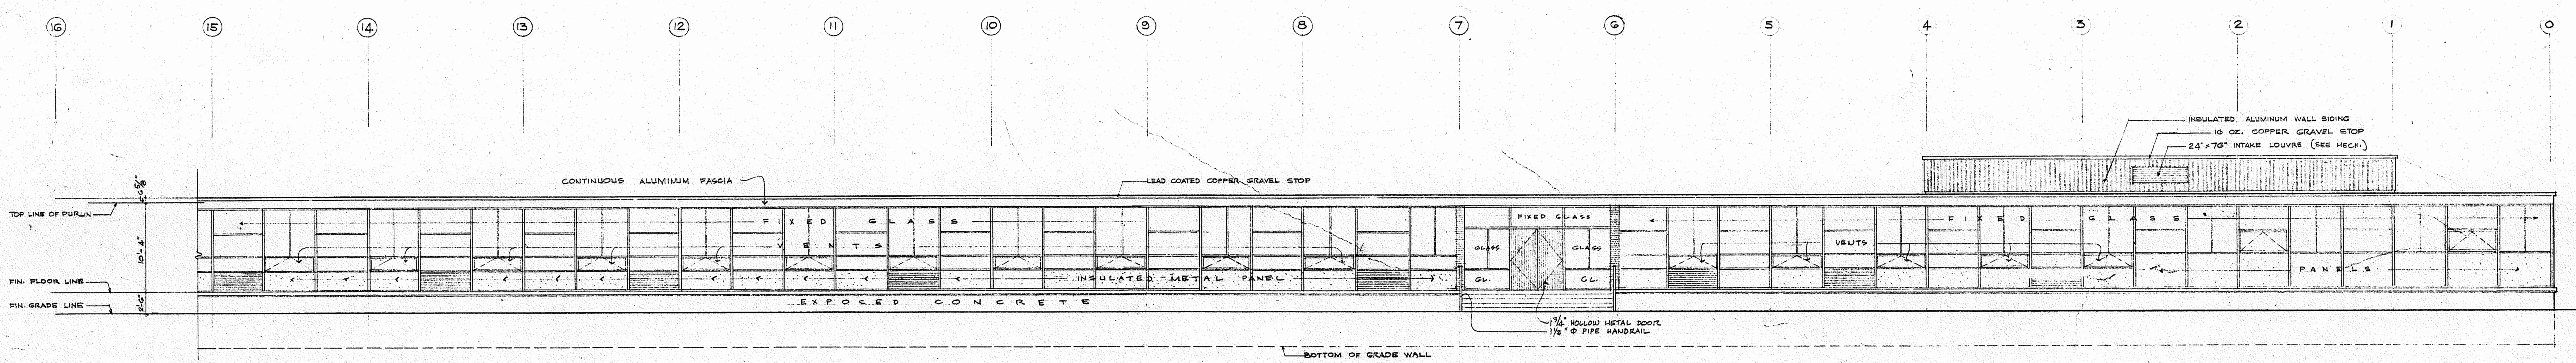 16 15 14 13 12 11 10 9 8 7 6 5 4 3 2 1 0
INSULATED ALUMINUM WALL SIDING
16 OZ. COPPER GRAVEL STOP
24" x 76" INTAKE LOUVRE (SEE MECH.)
CONTINUOUS ALUMINUM FASCIA
LEAD COATED COPPER GRAVEL STOP
TOP LINE OF PURLIN
FIXED GLASS
FIXED GLASS
FIXED GLASS
VENTS
GLASS
GLASS
VENTS
10'-4"
INSULATED METAL PANEL
GL.
GL.
PANELS
FIN. FLOOR LINE
EXPOSED CONCRETE
FIN. GRADE LINE
2'-6"
1 3/4" HOLLOW METAL DOOR
1 1/2" Φ PIPE HANDRAIL
BOTTOM OF GRADE WALL